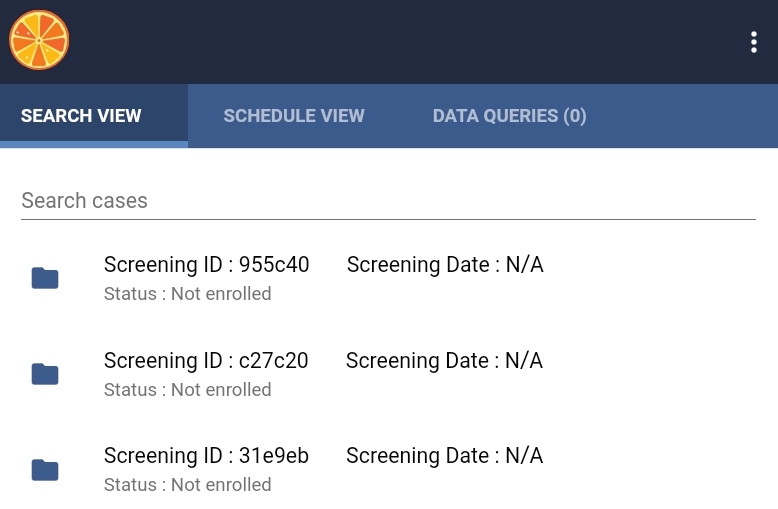 SEARCH VIEW SCHEDULE VIEW DATA QUERIES (0)
Search cases
Screening ID : 955c40 Screening Date : N/A
Status : Not enrolled
Screening ID : c27c20 Screening Date : N/A
Status : Not enrolled
Screening ID : 31e9eb Screening Date : N/A
Status : Not enrolled